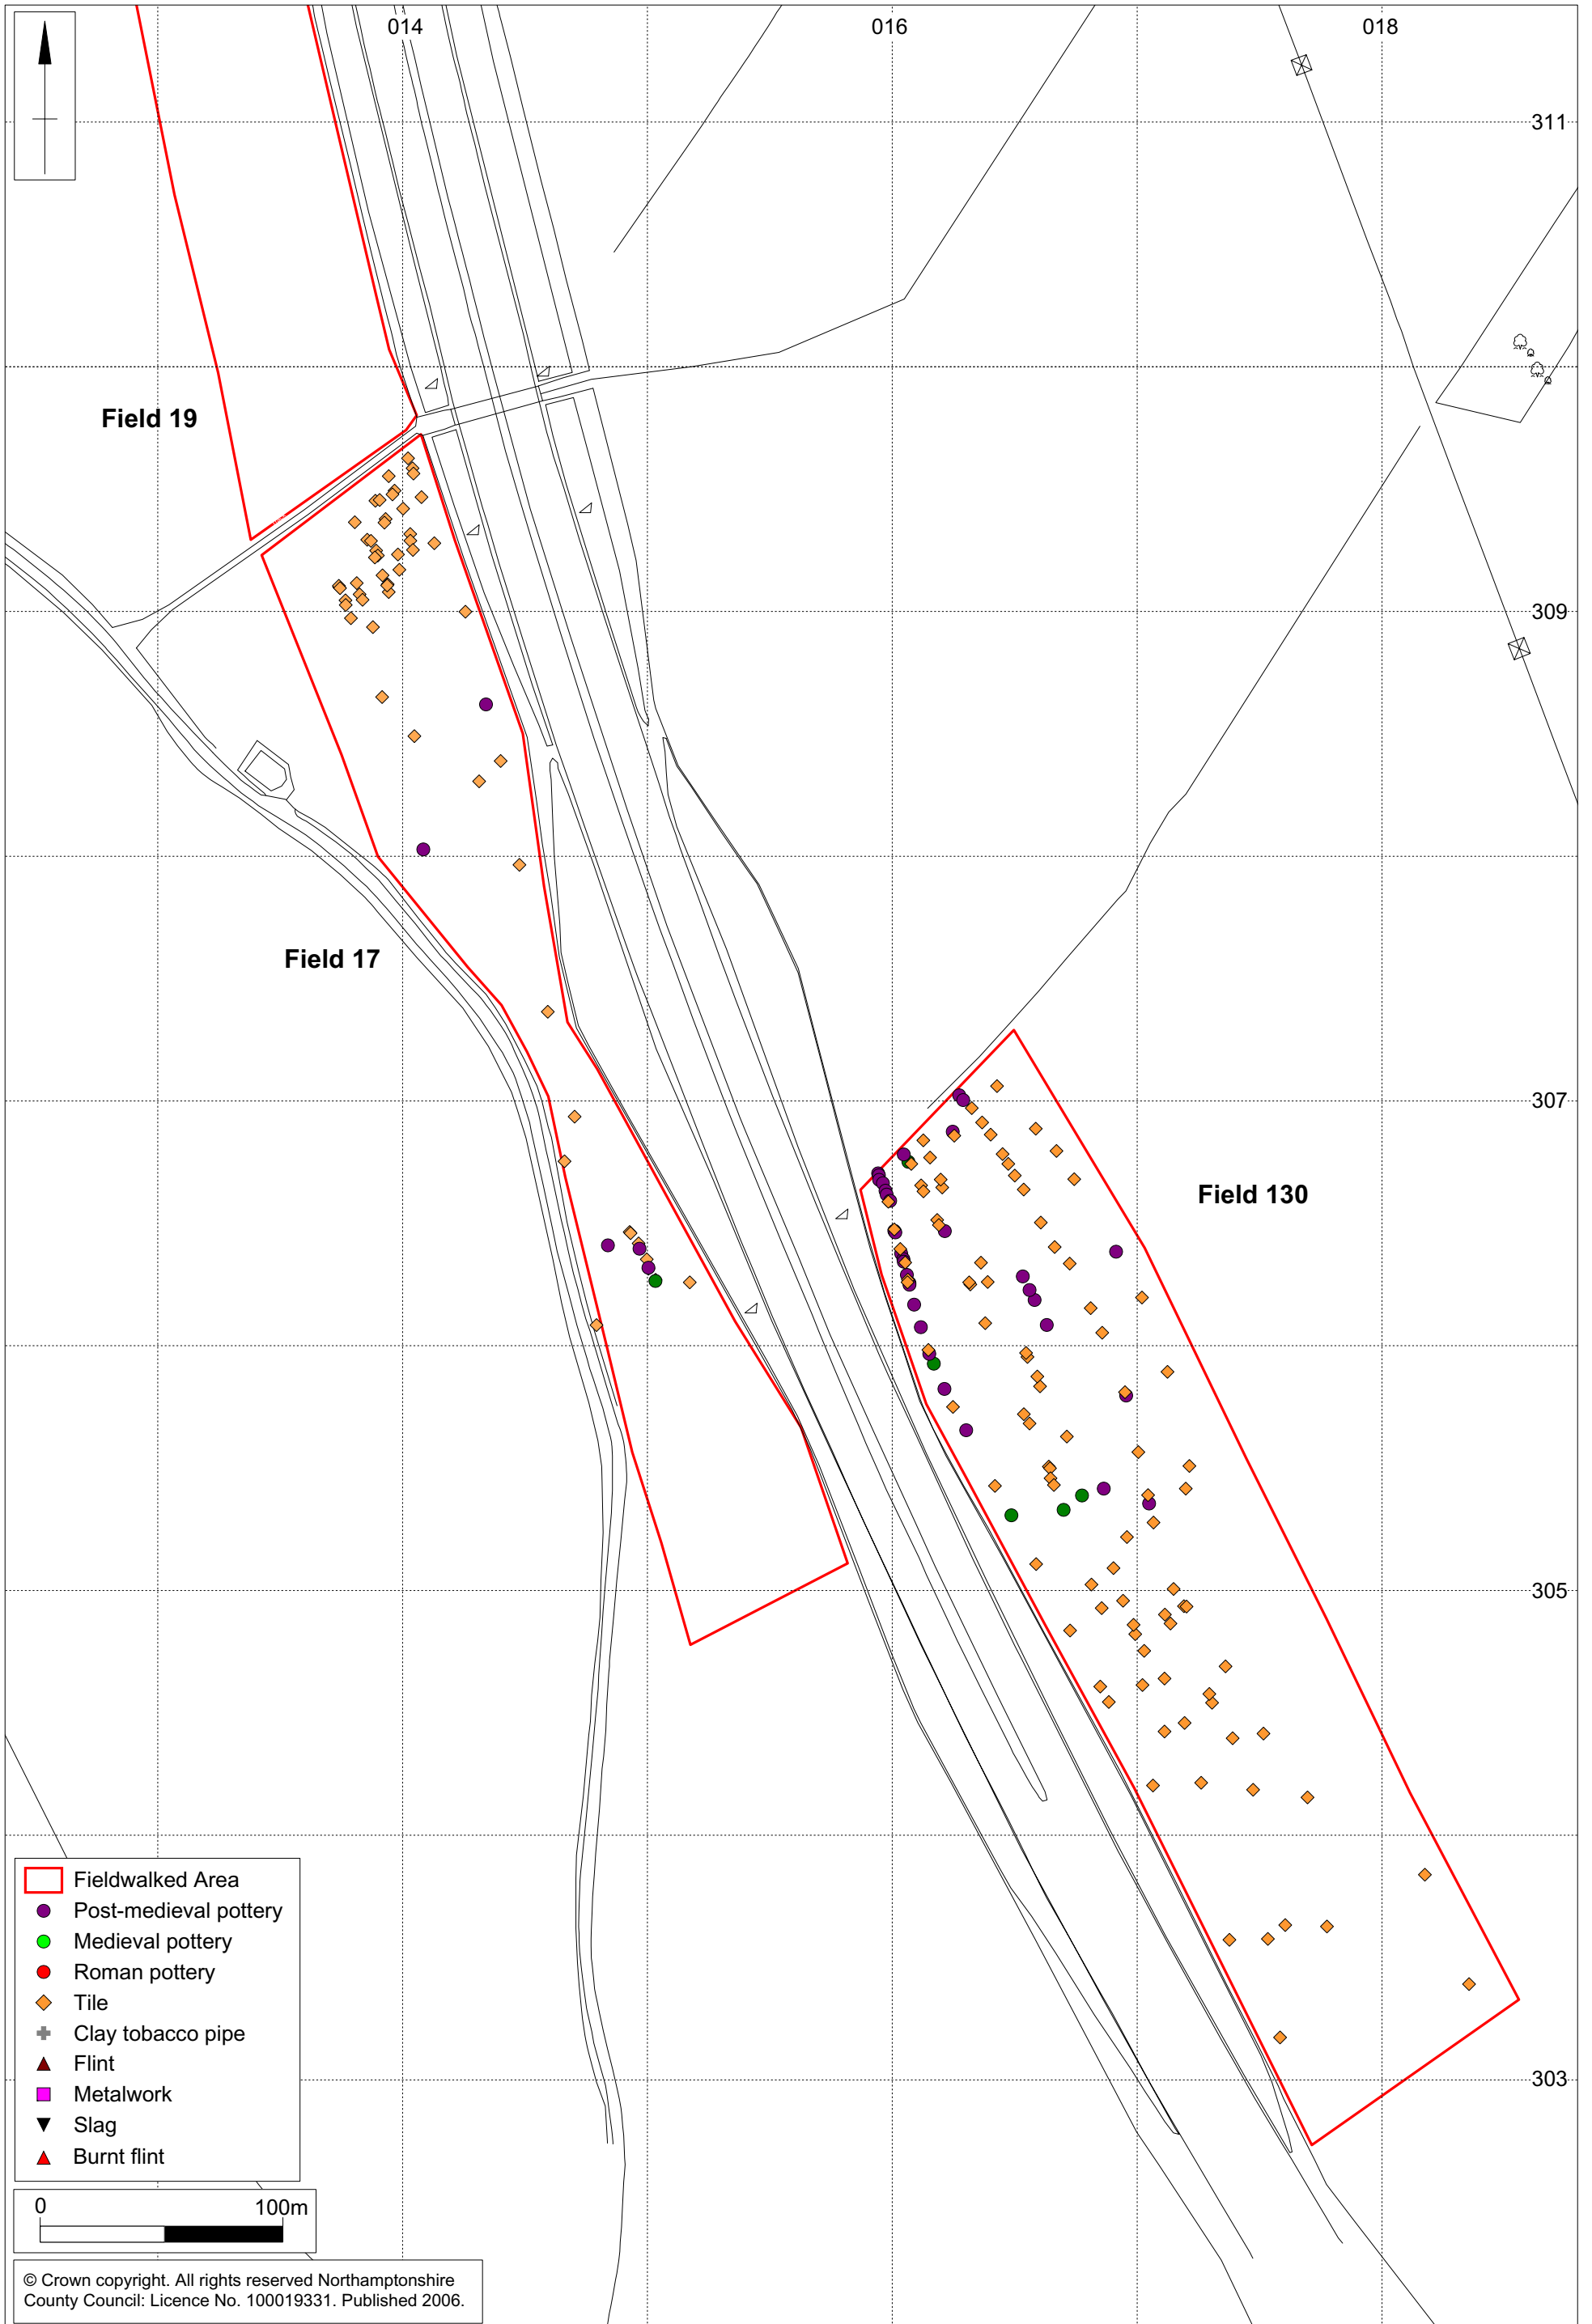 014
016
018
311
Field 19
309
Field 17
307
Field 130
305
Fieldwalked Area
Post-medieval pottery
Medieval pottery
Roman pottery
Tile
Clay tobacco pipe
Flint
Metalwork
Slag
Burnt flint
303
0
100m
© Crown copyright. All rights reserved Northamptonshire
County Council: Licence No. 100019331. Published 2006.